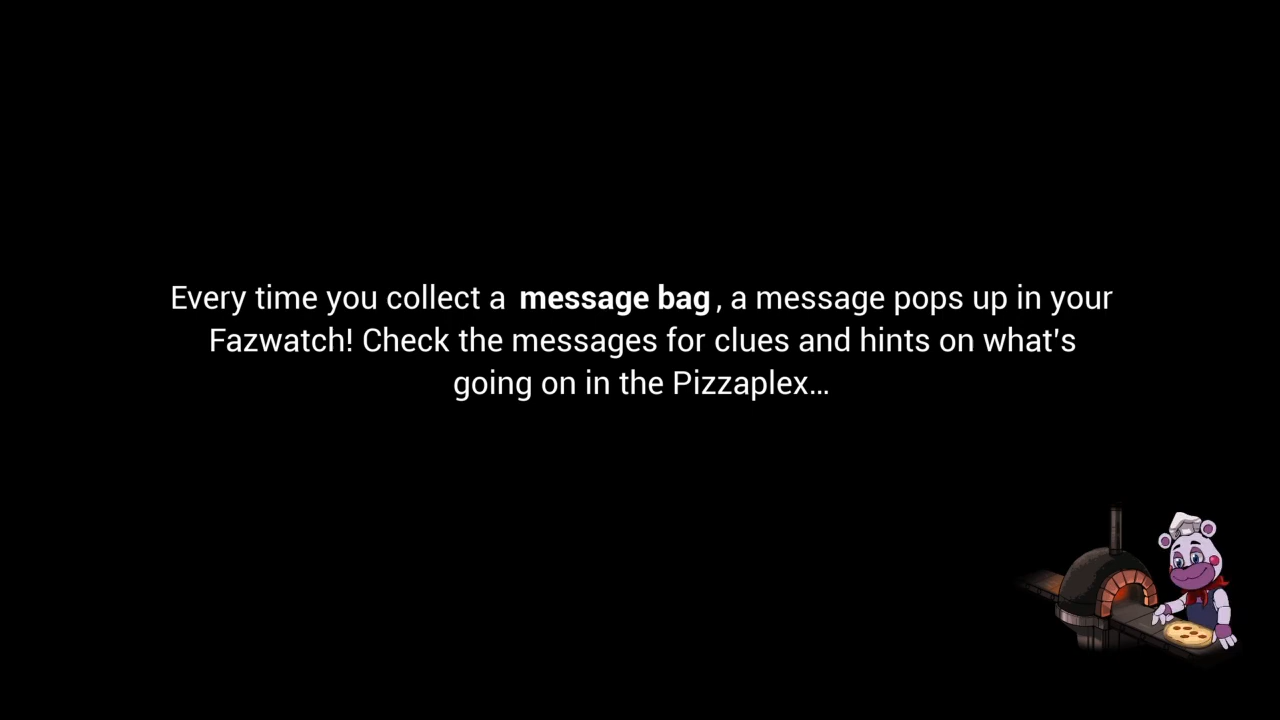 Every time you collect a message bag, a message pops up in your
Fazwatch! Check the messages for clues and hints on what's
going on in the Pizzaplex...